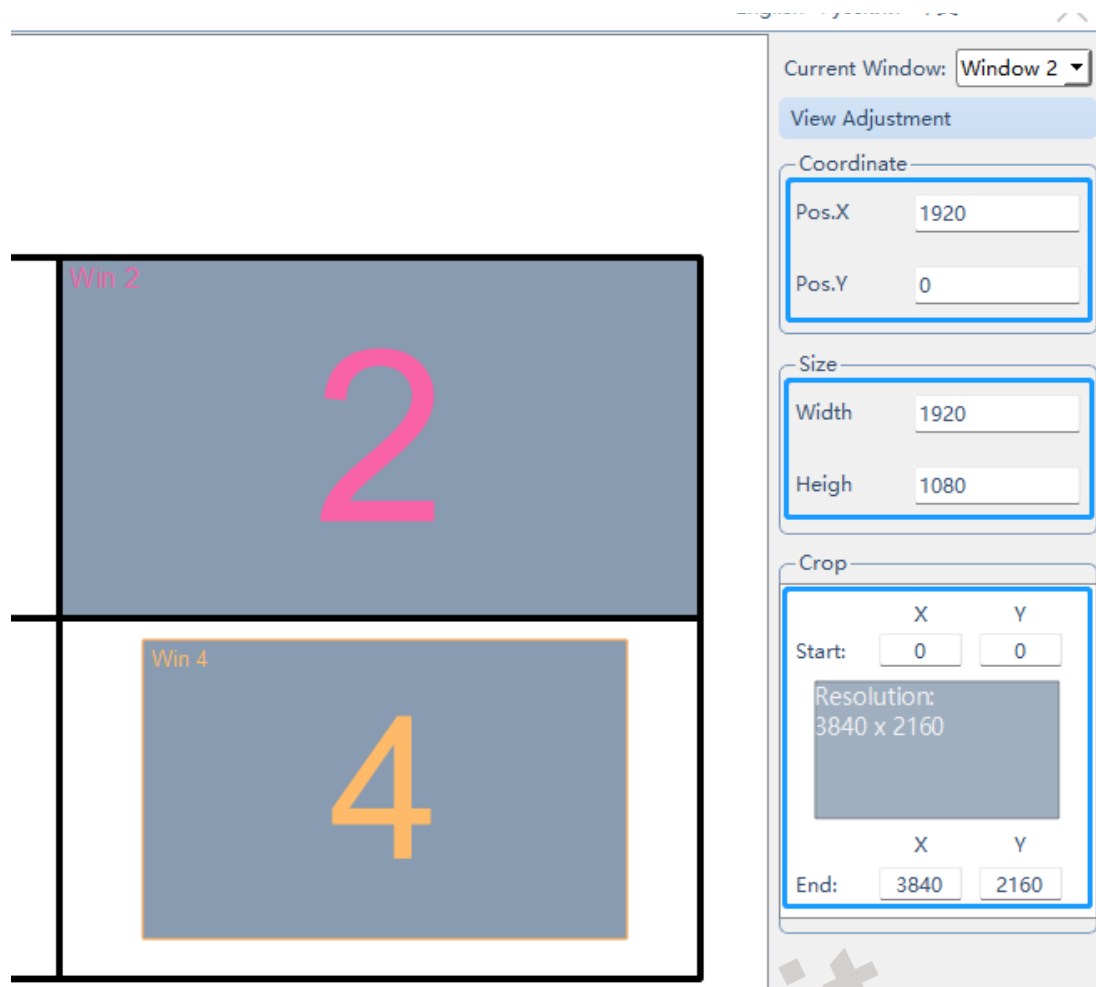 Current Window: Window 2
View Adjustment
Coordinate
Pos.X 1920
Pos.Y 0
Size
Width 1920
Heigh 1080
Crop
X Y
Start: 0 0
Resolution:
3840 x 2160
X Y
End: 3840 2160
Win 2
2
Win 4
4